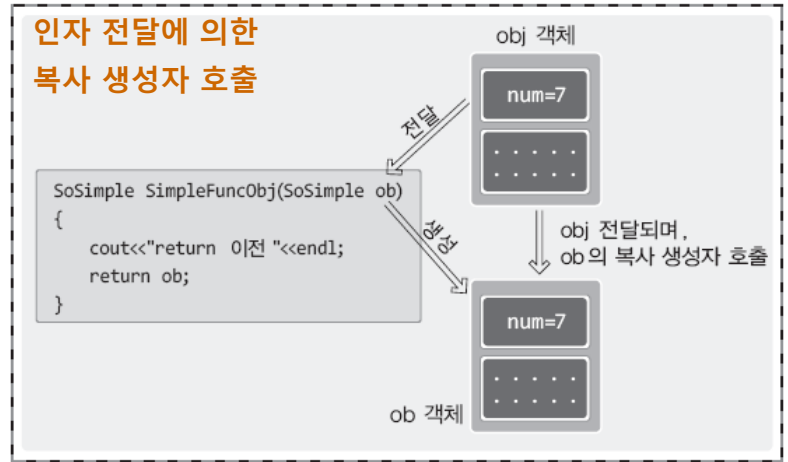 인자 전달에 의한
복사 생성자 호출
obj 객체
num=7
전달
SoSimple SimpleFuncObj(SoSimple ob)
{
cout<<"return 이전 "<<endl;
return ob;
}
생성
obj 전달되며,
ob의 복사 생성자 호출
num=7
ob 객체